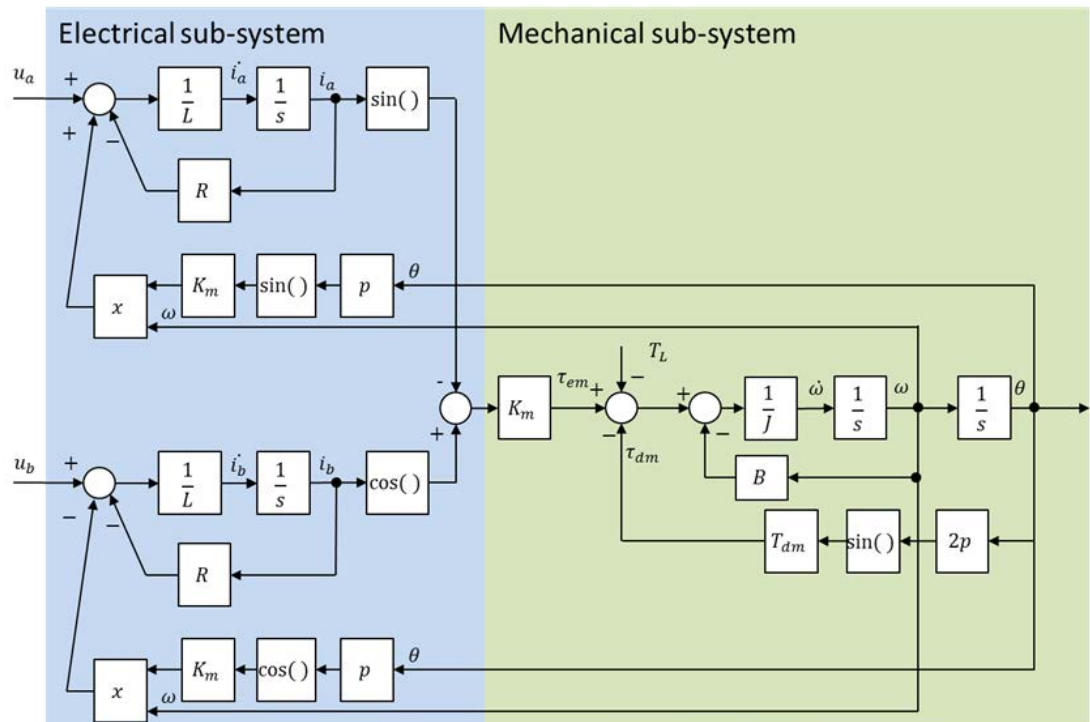 Electrical sub-system
Mechanical sub-system
u_a
+
+
−
1/L
i̇_a
1/s
i_a
sin( )
R
x
K_m
sin( )
p
θ
ω
-
+
K_m
τ_em
+
T_L
−
−
τ_dm
+
−
1/J
ω̇
1/s
ω
1/s
θ
B
T_dm
sin( )
2p
u_b
+
−
−
1/L
i̇_b
1/s
i_b
cos( )
R
x
K_m
cos( )
p
θ
ω